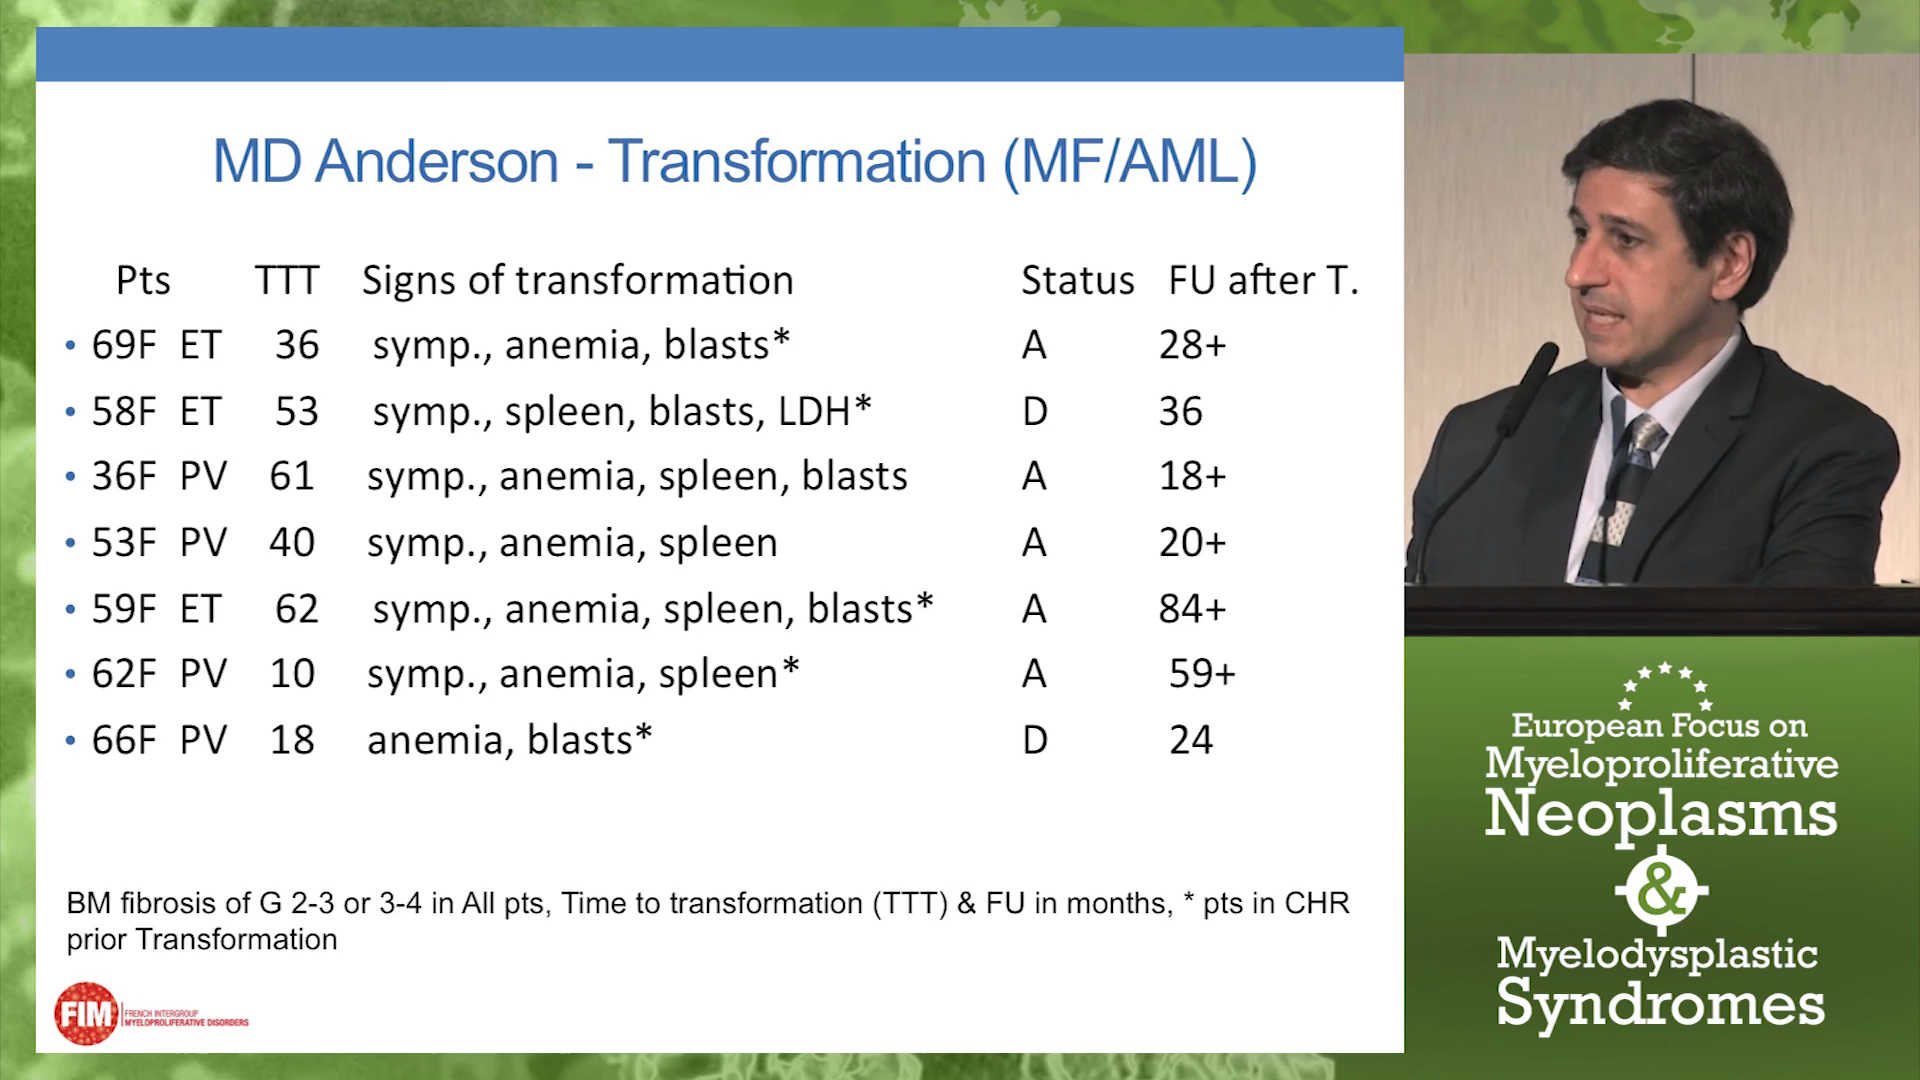 MD Anderson - Transformation (MF/AML)
Pts TTT Signs of transformation Status FU after T.
• 69F ET 36 symp., anemia, blasts* A 28+
• 58F ET 53 symp., spleen, blasts, LDH* D 36
• 36F PV 61 symp., anemia, spleen, blasts A 18+
• 53F PV 40 symp., anemia, spleen A 20+
• 59F ET 62 symp., anemia, spleen, blasts* A 84+
• 62F PV 10 symp., anemia, spleen* A 59+
• 66F PV 18 anemia, blasts* D 24
BM fibrosis of G 2-3 or 3-4 in All pts, Time to transformation (TTT) & FU in months, * pts in CHR
prior Transformation
FIM
FRENCH INTERGROUP
MYELOPROLIFERATIVE DISORDERS
European Focus on
Myeloproliferative
Neoplasms
&
Myelodysplastic
Syndromes